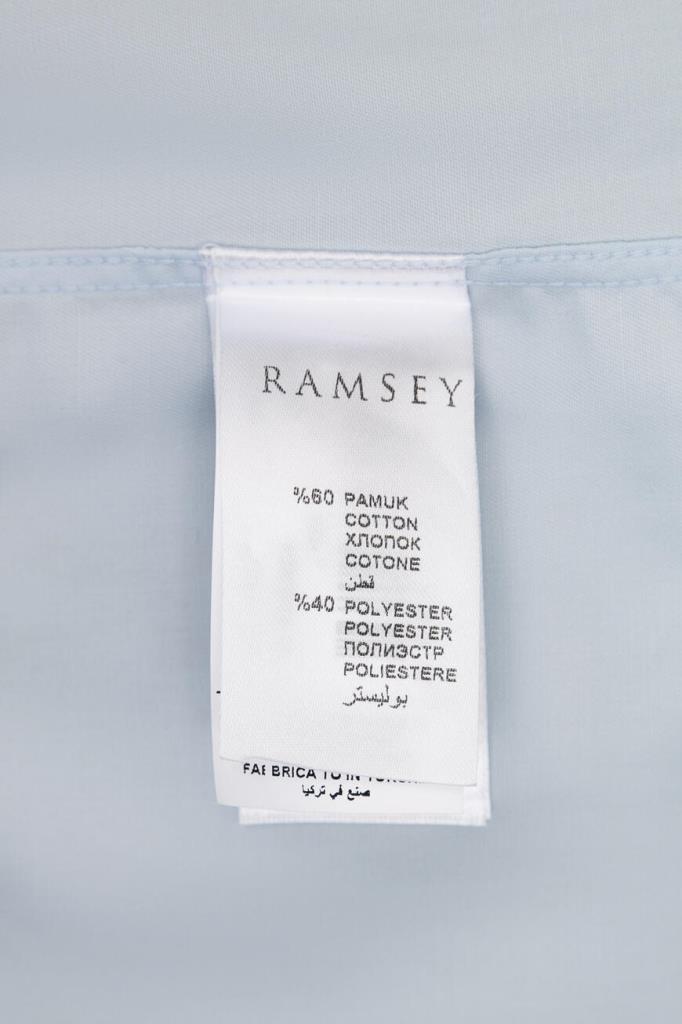 RAMSEY
%60 PAMUK
COTTON
ХЛОПОК
COTONE
قطن
%40 POLYESTER
POLYESTER
ПОЛИЭСТР
POLIESTERE
بوليستر
صنع في تركيا